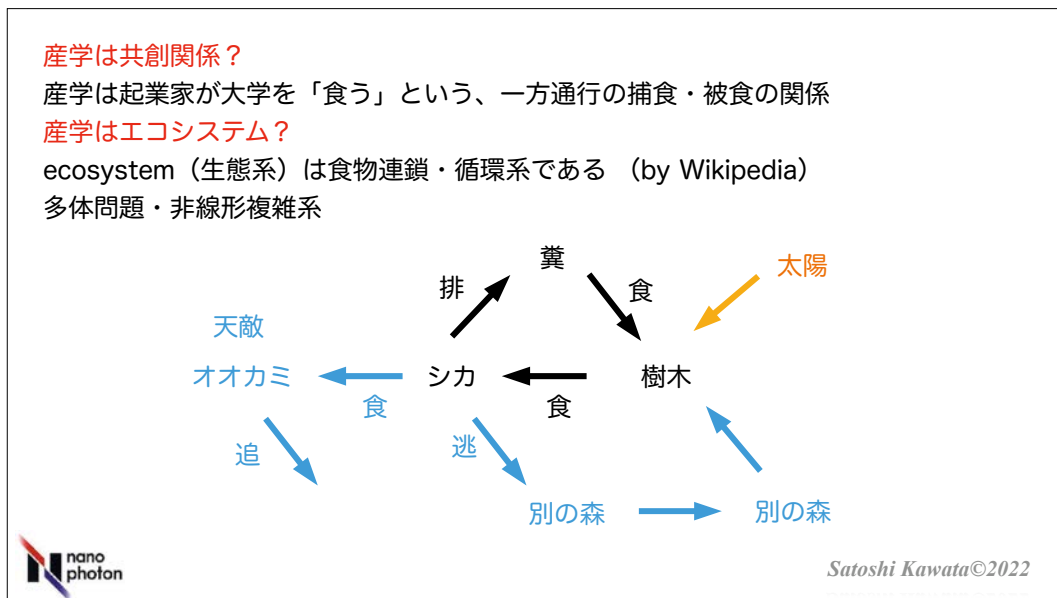 産学は共創関係？
産学は起業家が大学を「食う」という、一方通行の捕食・被食の関係
産学はエコシステム？
ecosystem（生態系）は食物連鎖・循環系である （by Wikipedia）
多体問題・非線形複雑系
糞
太陽
排
食
天敵
オオカミ
シカ
樹木
食
食
追
逃
別の森
別の森
nano
photon
Satoshi Kawata©2022